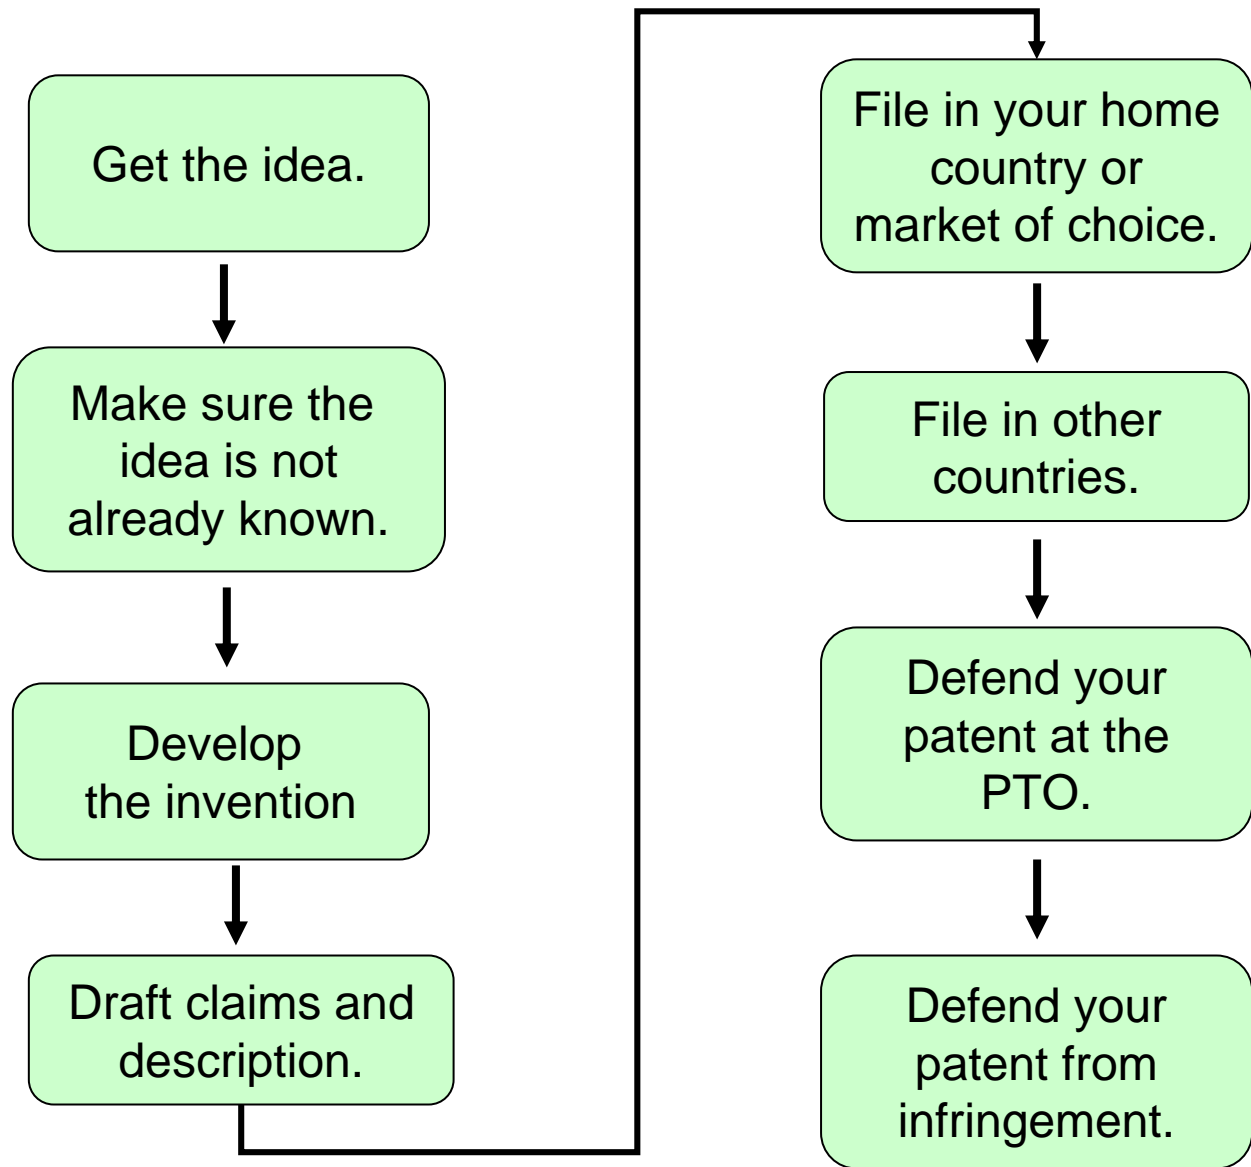 Get the idea.
Make sure the
idea is not
already known.
Develop
the invention
Draft claims and
description.
File in your home
country or
market of choice.
File in other
countries.
Defend your
patent at the
PTO.
Defend your
patent from
infringement.